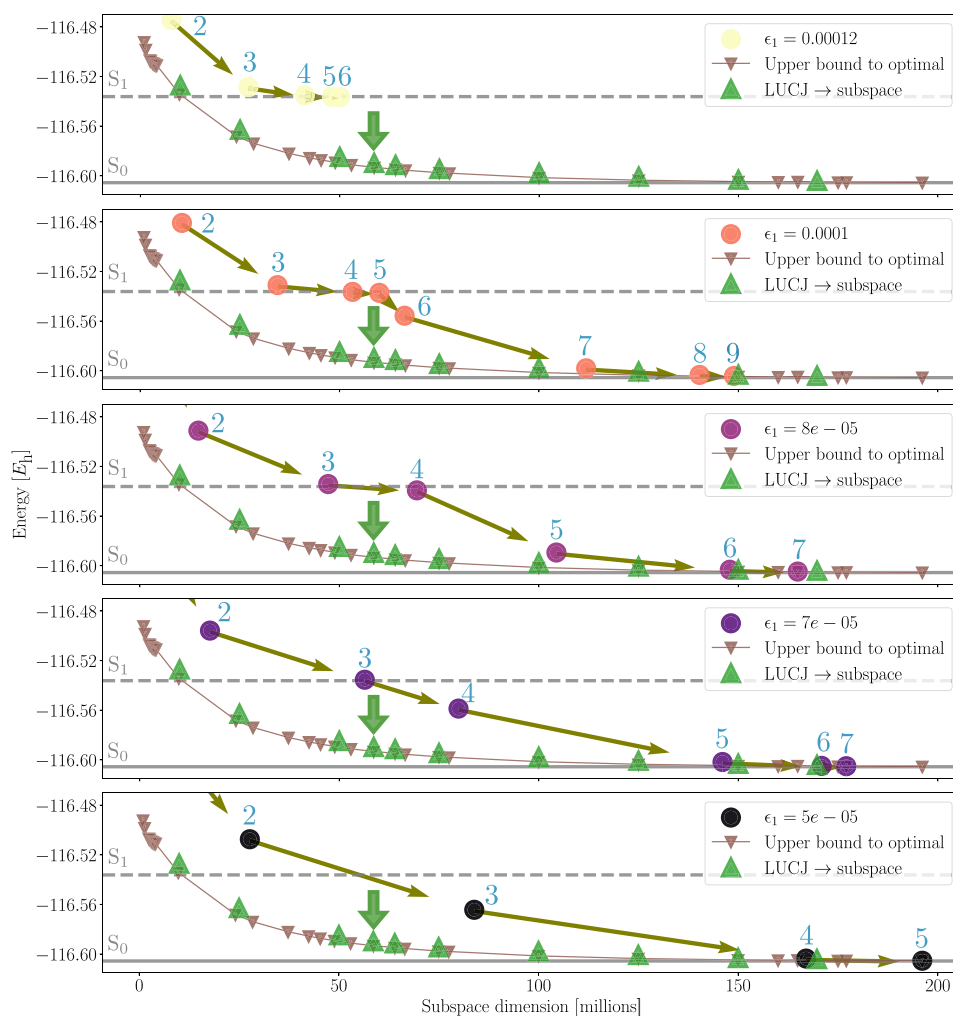 −116.48
−116.52
−116.56
−116.60
S₁
S₀
2
3
4
5
6
ϵ₁ = 0.00012
Upper bound to optimal
LUCJ → subspace
−116.48
−116.52
−116.56
−116.60
S₁
S₀
2
3
4
5
6
7
8
9
ϵ₁ = 0.0001
Upper bound to optimal
LUCJ → subspace
Energy [Eₕ]
−116.48
−116.52
−116.56
−116.60
S₁
S₀
2
3
4
5
6
7
ϵ₁ = 8e − 05
Upper bound to optimal
LUCJ → subspace
−116.48
−116.52
−116.56
−116.60
S₁
S₀
2
3
4
5
6
7
ϵ₁ = 7e − 05
Upper bound to optimal
LUCJ → subspace
−116.48
−116.52
−116.56
−116.60
S₁
S₀
2
3
4
5
ϵ₁ = 5e − 05
Upper bound to optimal
LUCJ → subspace
0 50 100 150 200
Subspace dimension [millions]